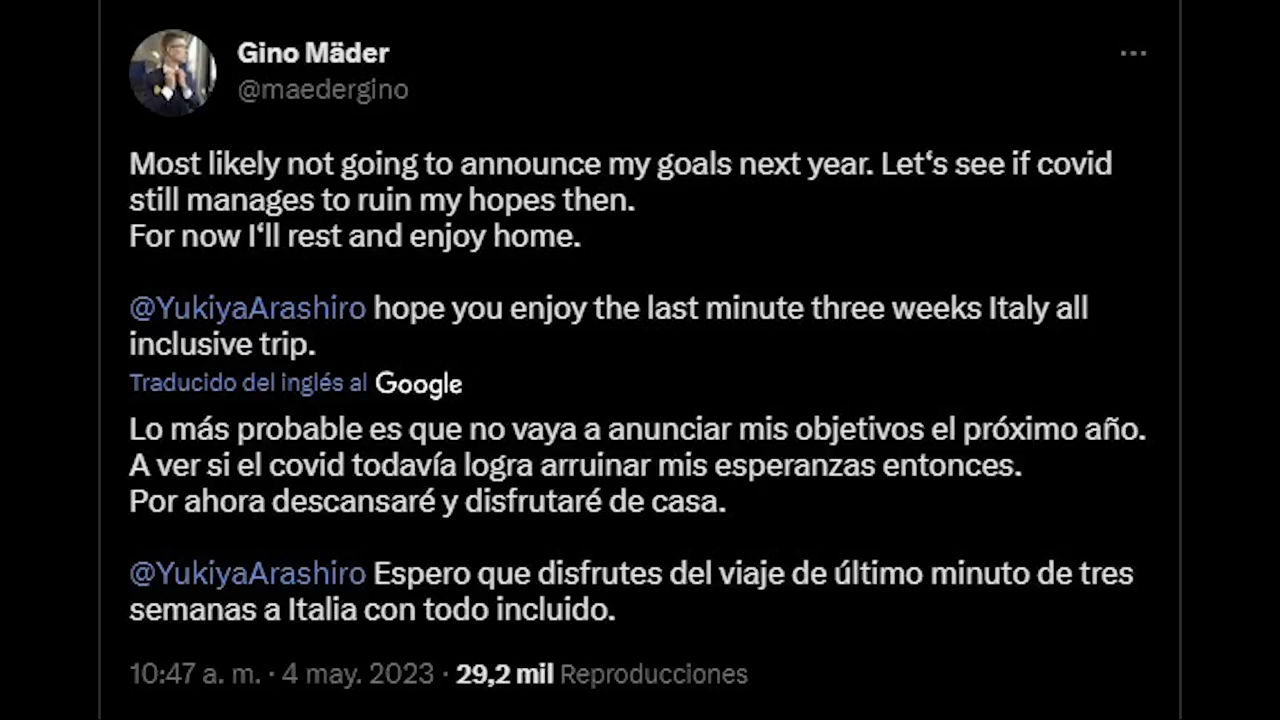 Gino Mäder
@maedergino
Most likely not going to announce my goals next year. Let‘s see if covid
still manages to ruin my hopes then.
For now I‘ll rest and enjoy home.
@YukiyaArashiro hope you enjoy the last minute three weeks Italy all
inclusive trip.
Traducido del inglés al Google
Lo más probable es que no vaya a anunciar mis objetivos el próximo año.
A ver si el covid todavía logra arruinar mis esperanzas entonces.
Por ahora descansaré y disfrutaré de casa.
@YukiyaArashiro Espero que disfrutes del viaje de último minuto de tres
semanas a Italia con todo incluido.
10:47 a. m. · 4 may. 2023 · 29,2 mil Reproducciones